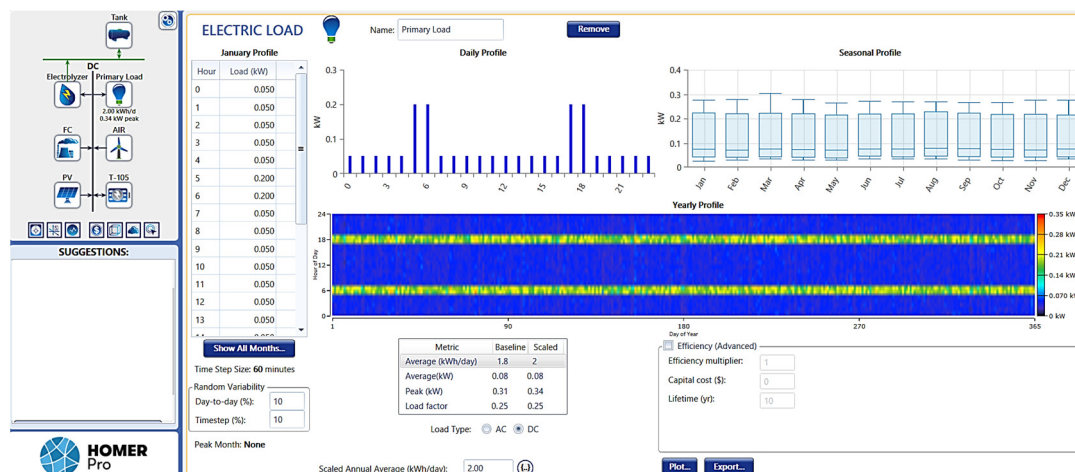 Tank
DC
Electrolyzer Primary Load
2.00 kWh/d
0.34 kW peak
FC AIR
PV T-105
SUGGESTIONS:
HOMER
Pro
ELECTRIC LOAD
Name: Primary Load
Remove
January Profile
Hour Load (kW)
0 0.050
1 0.050
2 0.050
3 0.050
4 0.050
5 0.200
6 0.200
7 0.050
8 0.050
9 0.050
10 0.050
11 0.050
12 0.050
13 0.050
14 0.050
Show All Months...
Time Step Size: 60 minutes
Random Variability
Day-to-day (%): 10
Timestep (%): 10
Peak Month: None
Daily Profile
kW
0.3
0.2
0.1
0
0 3 6 9 12 15 18 21
Seasonal Profile
kW
0.4
0.3
0.2
0.1
0
Jan Feb Mar Apr May Jun Jul Aug Sep Oct Nov Dec
Yearly Profile
Hour of Day
24
18
12
6
0
1 90 180 270 365
Day of Year
0.35 kW
0.28 kW
0.21 kW
0.14 kW
0.070 kW
0 kW
Metric Baseline Scaled
Average (kWh/day) 1.8 2
Average(kW) 0.08 0.08
Peak (kW) 0.31 0.34
Load factor 0.25 0.25
Load Type: AC DC
Scaled Annual Average (kWh/day): 2.00 {..}
Efficiency (Advanced)
Efficiency multiplier: 1
Capital cost ($): 0
Lifetime (yr): 10
Plot... Export...